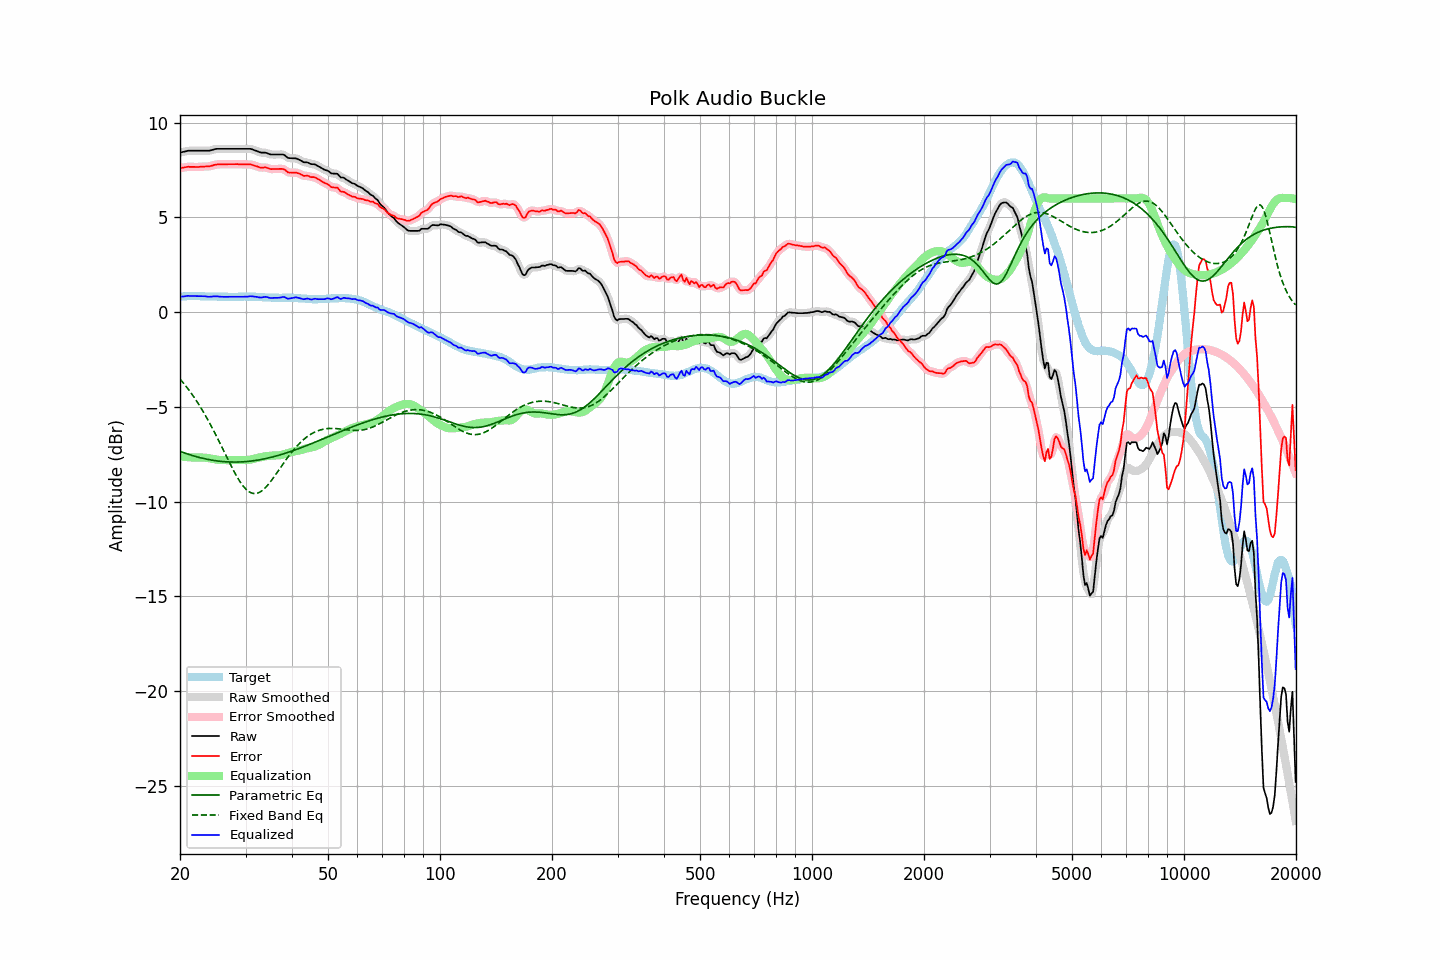 Polk Audio Buckle
Amplitude (dBr)
10
5
0
−5
−10
−15
−20
−25
Target
Raw Smoothed
Error Smoothed
Raw
Error
Equalization
Parametric Eq
Fixed Band Eq
Equalized
20 50 100 200 500 1000 2000 5000 10000 20000
Frequency (Hz)